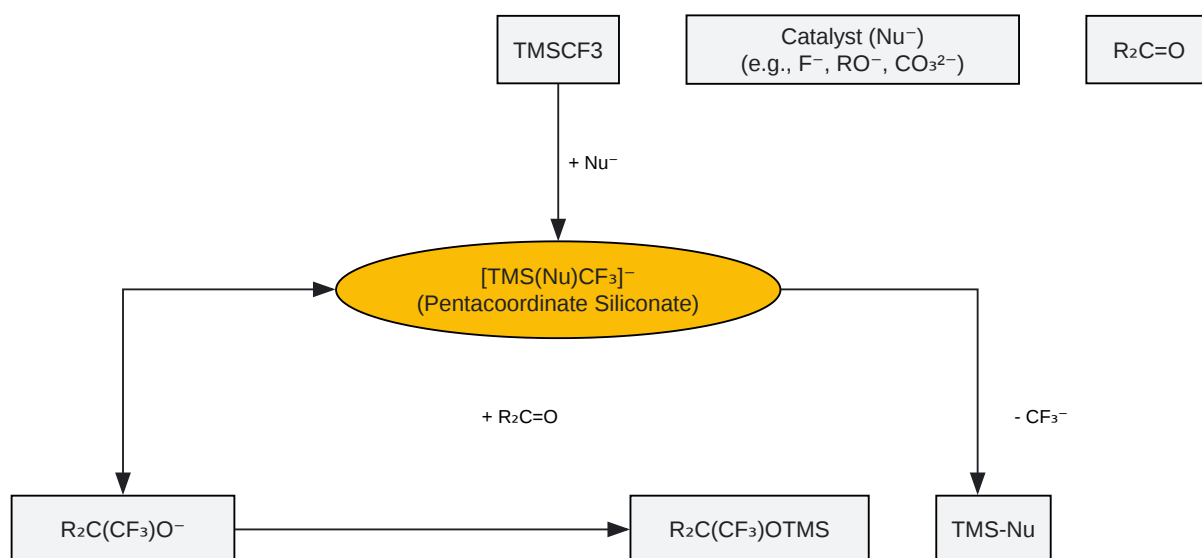 TMSCF3
Catalyst (Nu⁻)
(e.g., F⁻, RO⁻, CO₃²⁻)
R₂C=O
+ Nu⁻
[TMS(Nu)CF₃]⁻
(Pentacoordinate Siliconate)
+ R₂C=O
- CF₃⁻
R₂C(CF₃)O⁻
R₂C(CF₃)OTMS
TMS-Nu